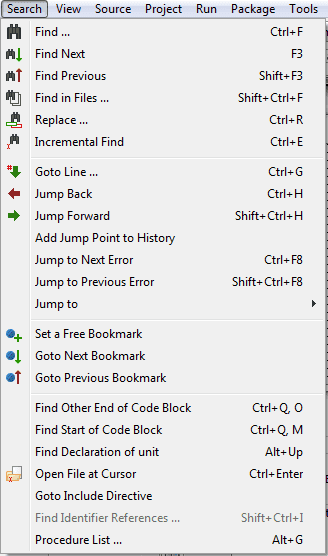 Search View Source Project Run Package Tools
Find ... Ctrl+F
Find Next F3
Find Previous Shift+F3
Find in Files ... Shift+Ctrl+F
Replace ... Ctrl+R
Incremental Find Ctrl+E
Goto Line ... Ctrl+G
Jump Back Ctrl+H
Jump Forward Shift+Ctrl+H
Add Jump Point to History
Jump to Next Error Ctrl+F8
Jump to Previous Error Shift+Ctrl+F8
Jump to
Set a Free Bookmark
Goto Next Bookmark
Goto Previous Bookmark
Find Other End of Code Block Ctrl+Q, O
Find Start of Code Block Ctrl+Q, M
Find Declaration of unit Alt+Up
Open File at Cursor Ctrl+Enter
Goto Include Directive
Find Identifier References ... Shift+Ctrl+I
Procedure List ... Alt+G